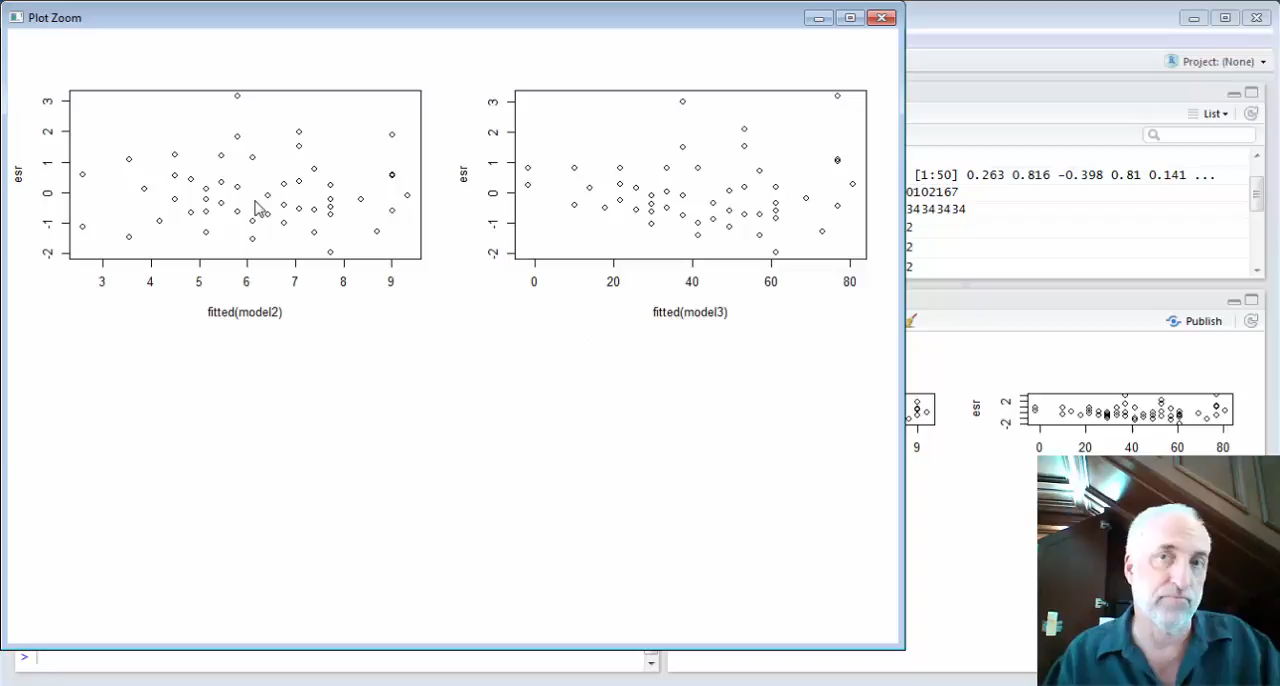 Plot Zoom
Project: (None)
List
[1:50] 0.263 0.816 -0.398 0.81 0.141 ...
0102167
34343434
2
2
2
Publish
esr
3
2
1
0
-1
-2
3 4 5 6 7 8 9
fitted(model2)
esr
3
2
1
0
-1
-2
0 20 40 60 80
fitted(model3)
9
esr
2
-2
0 20 40 60 80
>